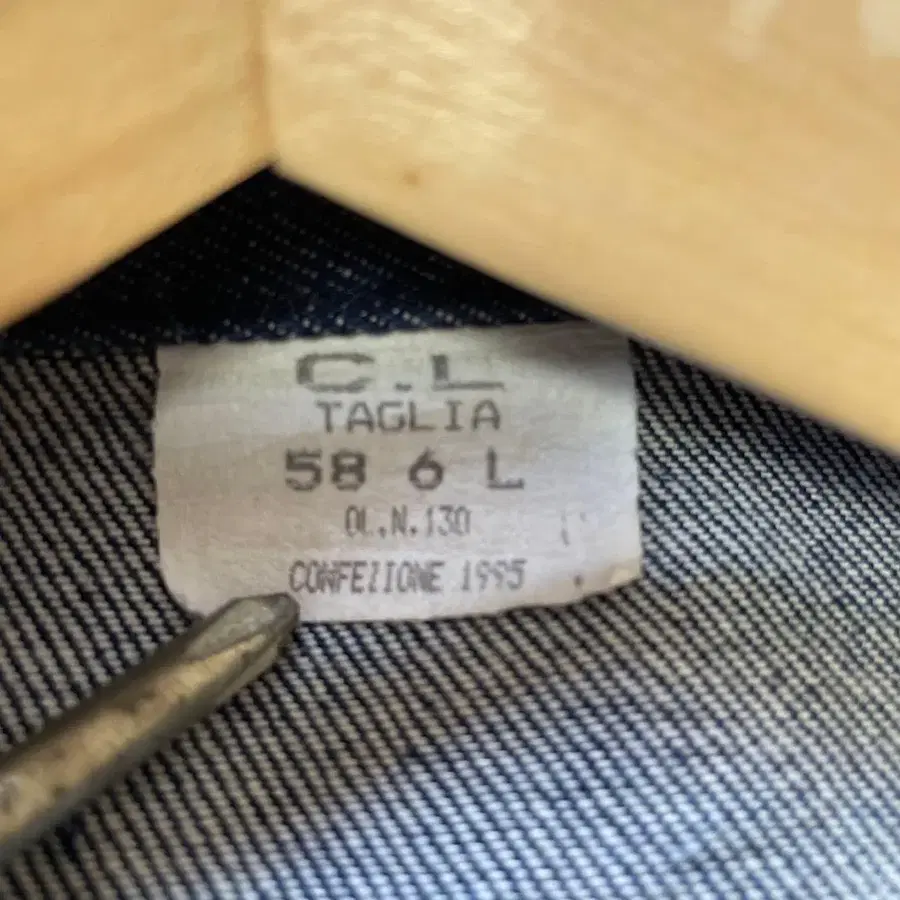 C.L
TAGLIA
58 6 L
OL.N.130
CONFEZIONE 1995